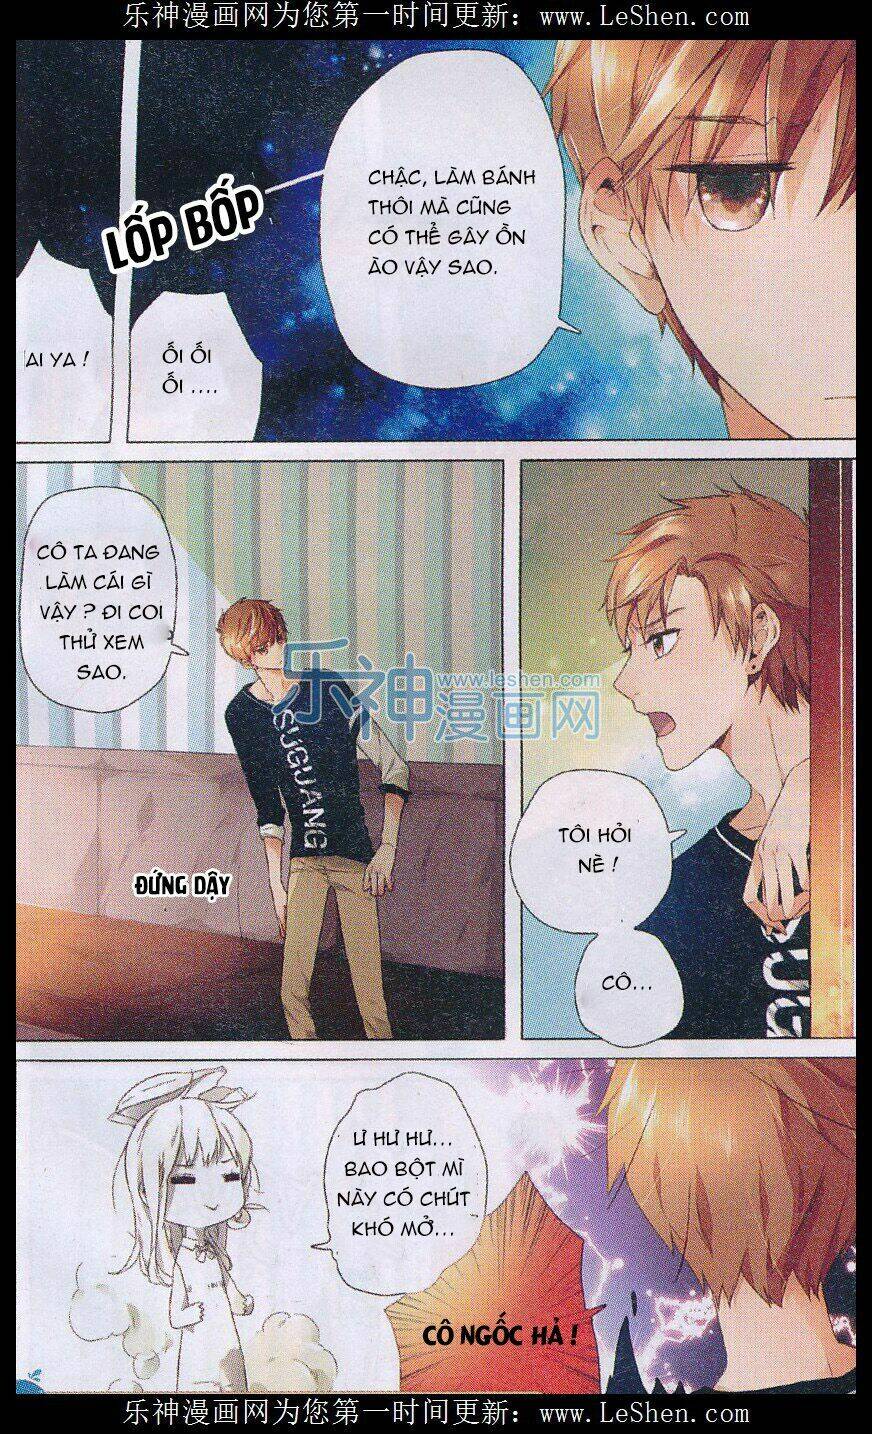 乐神漫画网为您第一时间更新：www.LeShen.com
CHẬC, LÀM BÁNH
THÔI MÀ CŨNG
CÓ THỂ GÂY ỒN
ÀO VẬY SAO.
LỐP BỐP
ỐI ỐI
ỐI ....
AI YA !
CÔ TA ĐANG
LÀM CÁI GÌ
VẬY ? ĐI COI
THỬ XEM
SAO.
SUGUANG
ĐỨNG DẬY
乐神漫画网
www.leshen.com
TÔI HỎI
NÈ !
CÔ...
Ư HƯ HƯ...
BAO BỘT MÌ
NÀY CÓ CHÚT
KHÓ MỞ...
CÔ NGỐC HẢ !
乐神漫画网为您第一时间更新：www.LeShen.com